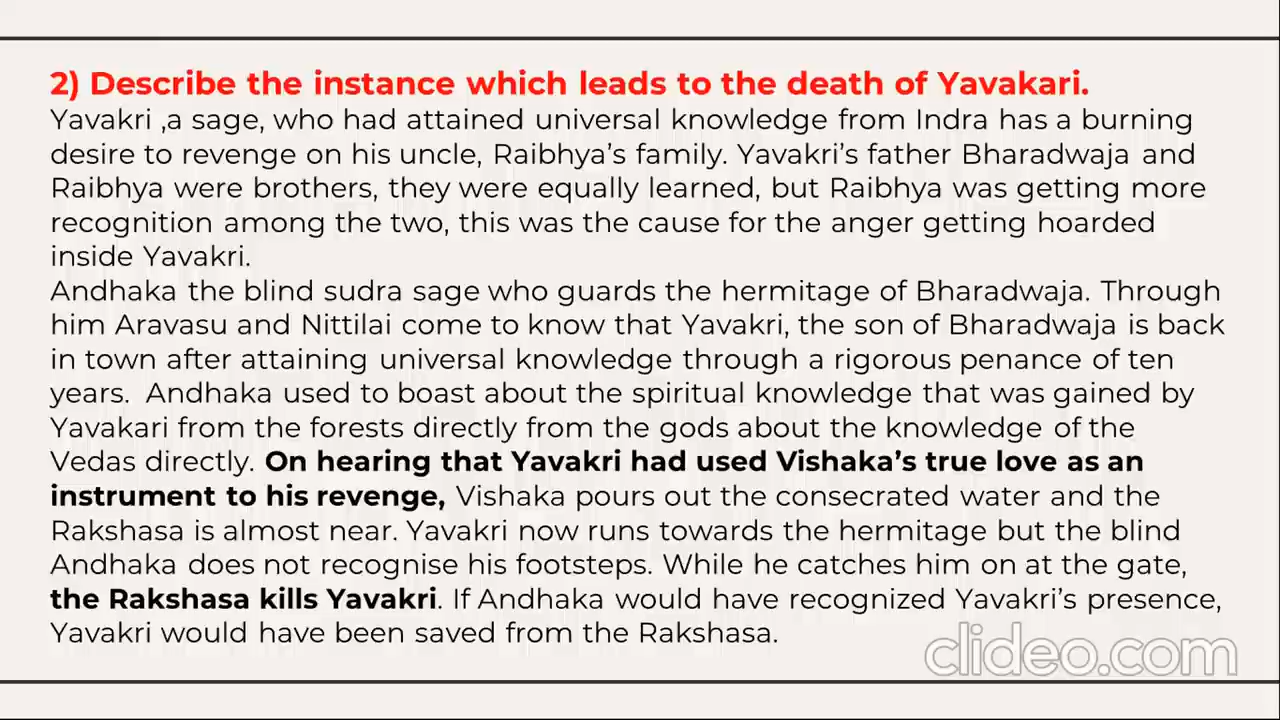 2) Describe the instance which leads to the death of Yavakari.
Yavakri ,a sage, who had attained universal knowledge from Indra has a burning
desire to revenge on his uncle, Raibhya’s family. Yavakri’s father Bharadwaja and
Raibhya were brothers, they were equally learned, but Raibhya was getting more
recognition among the two, this was the cause for the anger getting hoarded
inside Yavakri.
Andhaka the blind sudra sage who guards the hermitage of Bharadwaja. Through
him Aravasu and Nittilai come to know that Yavakri, the son of Bharadwaja is back
in town after attaining universal knowledge through a rigorous penance of ten
years.  Andhaka used to boast about the spiritual knowledge that was gained by
Yavakari from the forests directly from the gods about the knowledge of the
Vedas directly. On hearing that Yavakri had used Vishaka’s true love as an
instrument to his revenge, Vishaka pours out the consecrated water and the
Rakshasa is almost near. Yavakri now runs towards the hermitage but the blind
Andhaka does not recognise his footsteps. While he catches him on at the gate,
the Rakshasa kills Yavakri. If Andhaka would have recognized Yavakri’s presence,
Yavakri would have been saved from the Rakshasa.
clideo.com